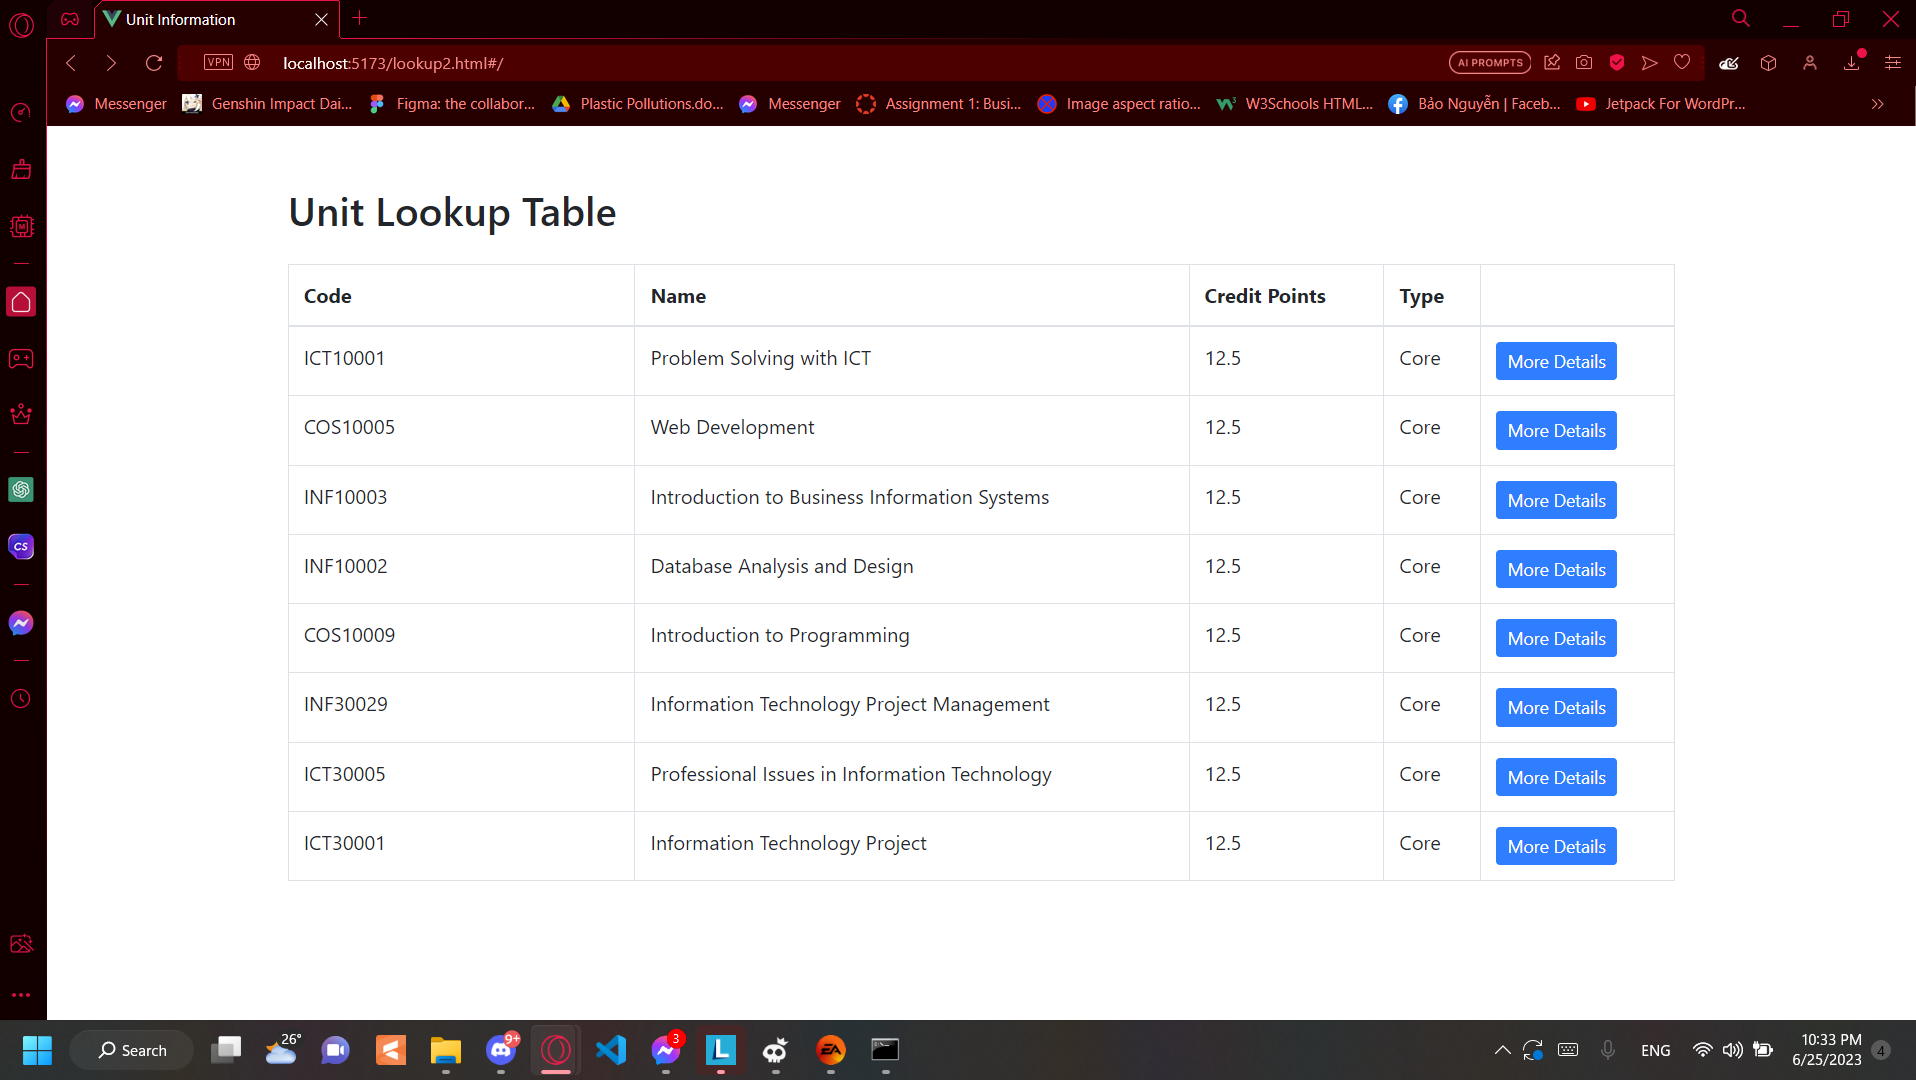 Unit Information
VPN localhost:5173/lookup2.html#/ AI PROMPTS
Messenger Genshin Impact Dai... Figma: the collabor... Plastic Pollutions.do... Messenger Assignment 1: Busi... Image aspect ratio... W3Schools HTML... Bảo Nguyễn | Faceb... Jetpack For WordPr...
Unit Lookup Table
Code Name Credit Points Type
ICT10001 Problem Solving with ICT 12.5 Core More Details
COS10005 Web Development 12.5 Core More Details
INF10003 Introduction to Business Information Systems 12.5 Core More Details
INF10002 Database Analysis and Design 12.5 Core More Details
COS10009 Introduction to Programming 12.5 Core More Details
INF30029 Information Technology Project Management 12.5 Core More Details
ICT30005 Professional Issues in Information Technology 12.5 Core More Details
ICT30001 Information Technology Project 12.5 Core More Details
M
CS
Search 26° 9+ 3 L EA ENG 10:33 PM
6/25/2023 4